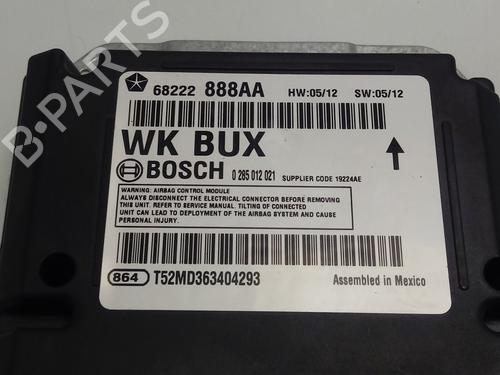 68222 888AA HW:05/12 SW:05/12
WK BUX
BOSCH 0 285 012 021 SUPPLIER CODE 19224AE
WARNING: AIRBAG CONTROL MODULE
ALWAYS DISCONNECT THE ELECTRICAL CONNECTOR BEFORE REMOVING
THIS UNIT. REFER TO SERVICE MANUAL. TILTING OF CONNECTED
UNIT CAN LEAD TO DEPLOYMENT OF THE AIRBAG SYSTEM AND CAUSE
PERSONAL INJURY.
864 T52MD363404293 Assembled in Mexico
B-PARTS